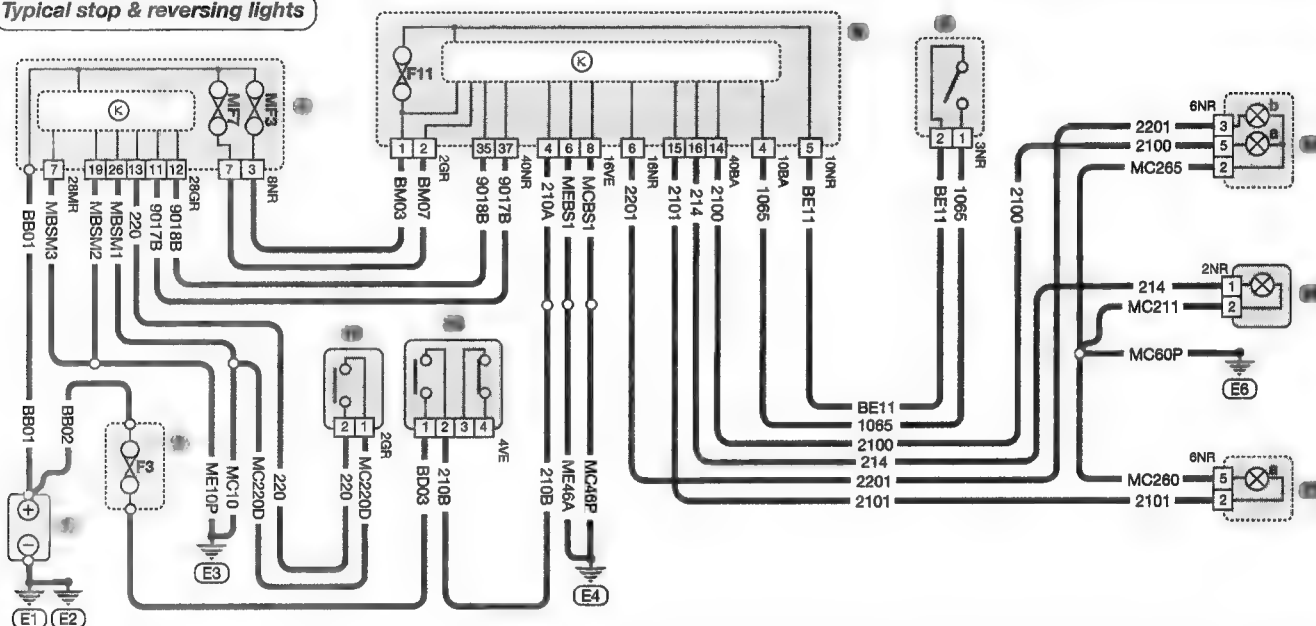 Typical stop & reversing lights
K
MF7
MF3
7
19 26 13 11 12
7 3
28MR
28GR
8NR
BB01
MBSM3
MBSM2
MBSM1
220
9017B
9018B
F11
K
1 2
35 37
4 6 8
6
15 16 14
4
5
2GR
40NR
16VE
16NR
40BA
10BA
10NR
BM03
BM07
9018B
9017B
210A
MEBS1
MCBS1
2201
2101
214
2100
1065
BE11
2 1
3NR
BE11
1065
2100
6NR
b
a
2201
3
2100
5
MC265
2
2NR
214
1
MC211
2
MC60P
E6
BE11
1065
2100
214
2201
2101
6NR
a
MC260
5
2101
2
BB01
BB02
F3
+
−
E1
E2
ME10P
MC10
E3
MC220D
220
2 1
2GR
220
MC220D
1 2 3 4
4VE
BD03
210B
210B
ME46A
MC48P
E4